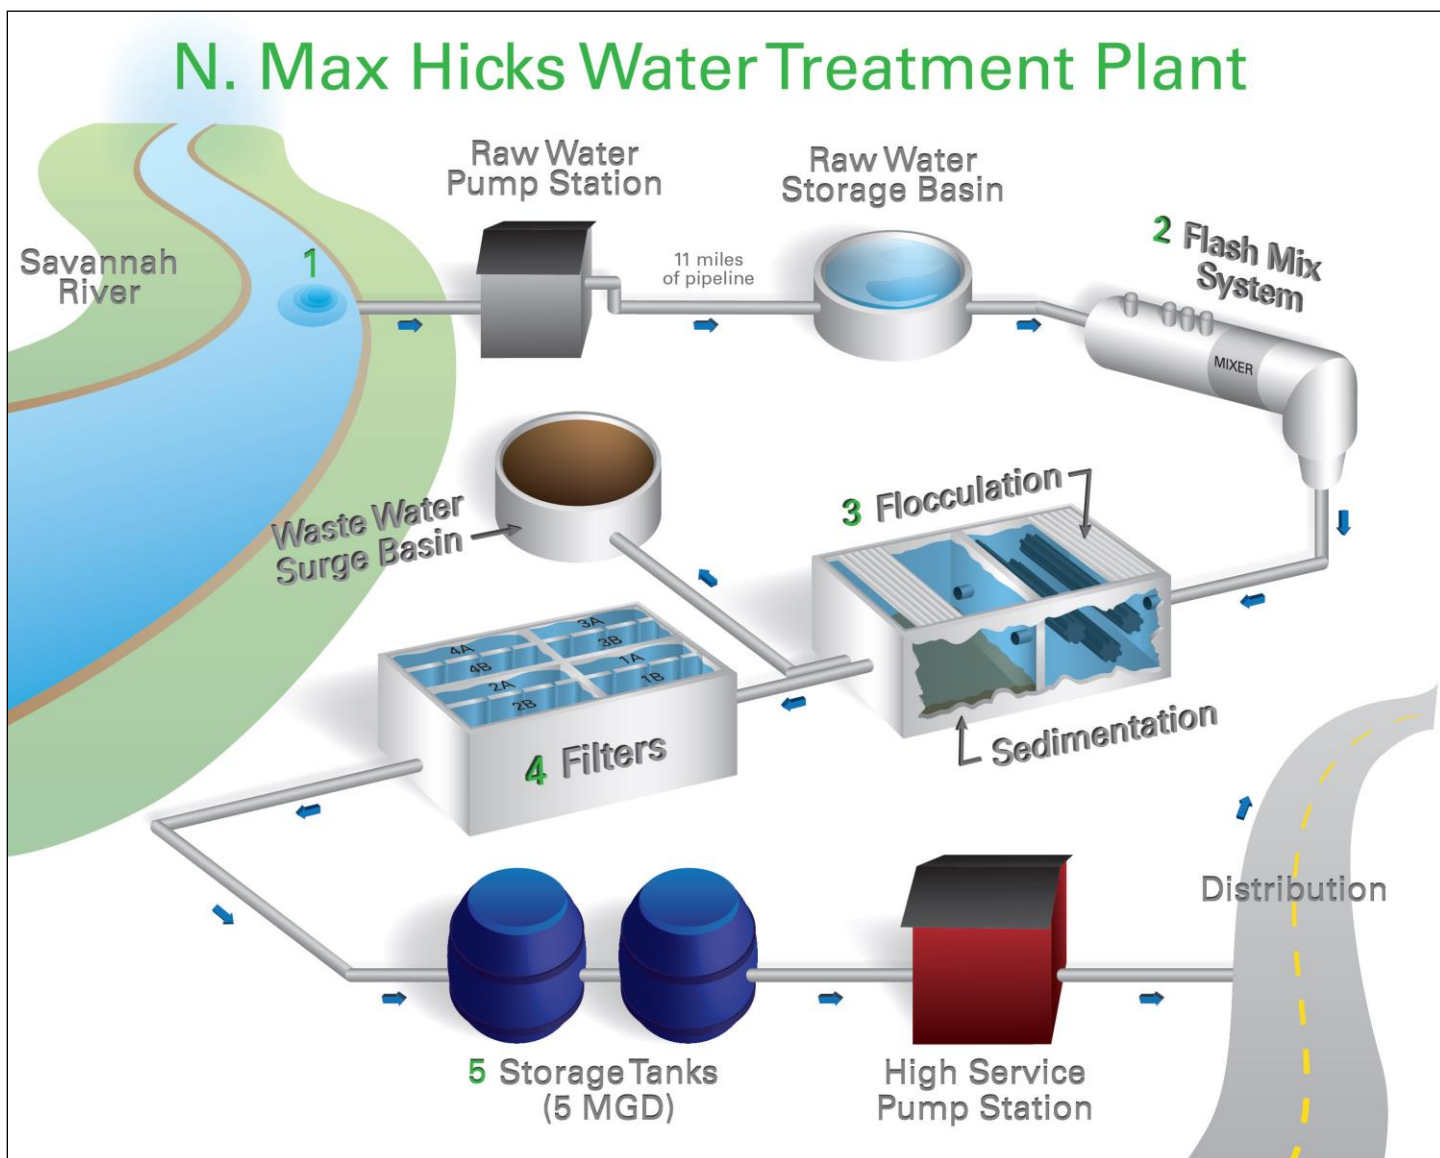 N. Max Hicks Water Treatment Plant
Raw Water
Pump Station
Raw Water
Storage Basin
2 Flash Mix
System
Savannah
River
1
11 miles
of pipeline
MIXER
Waste Water
Surge Basin
3 Flocculation
3A
3B
4A
4B
1A
1B
2A
2B
4 Filters
Sedimentation
Distribution
5 Storage Tanks
(5 MGD)
High Service
Pump Station